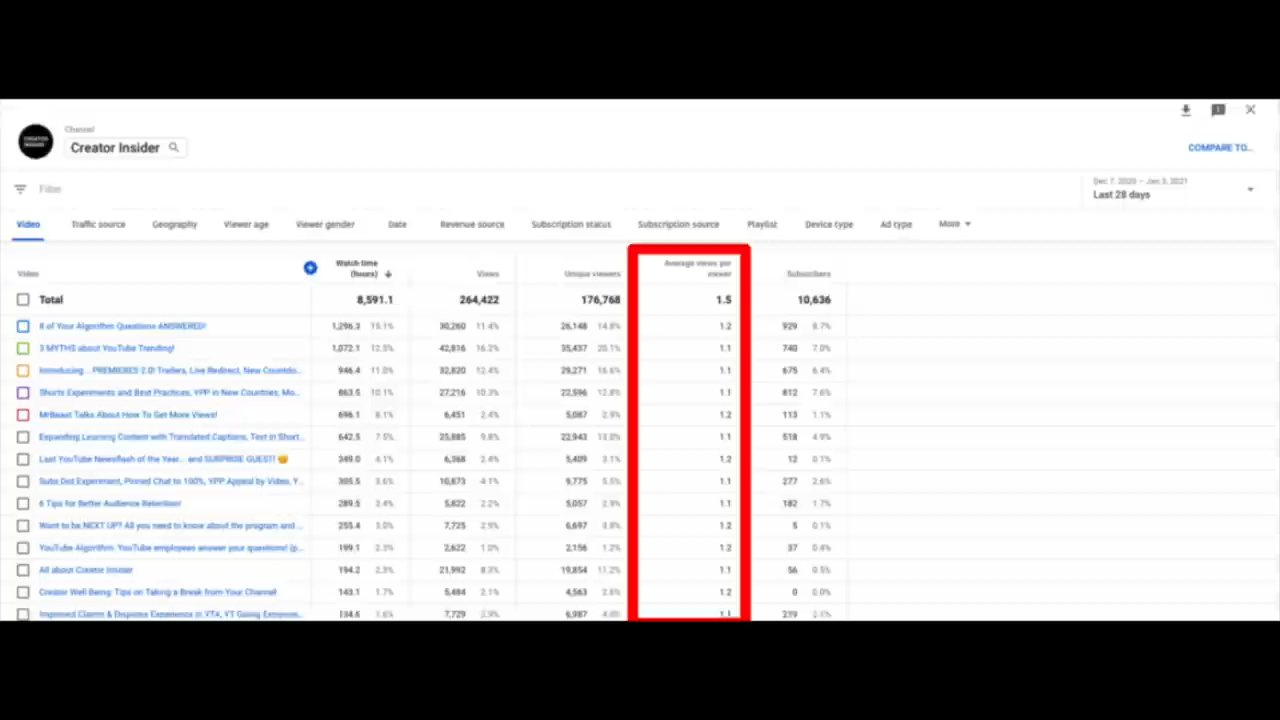 Channel
Creator Insider
COMPARE TO...
Filter
Dec 7, 2020 – Jan 3, 2021
Last 28 days
Video Traffic source Geography Viewer age Viewer gender Date Revenue source Subscription status Subscription source Playlist Device type Ad type More
Video Watch time (hours) Views Unique viewers Average views per viewer Subscribers
Total 8,591.1 264,422 176,768 1.5 10,636
8 of Your Algorithm Questions ANSWERED! 1,296.3 15.1% 30,260 11.4% 26,148 14.8% 1.2 929 8.7%
3 MYTHS about YouTube Trending! 1,072.1 12.5% 42,816 16.2% 35,437 20.1% 1.1 740 7.0%
Introducing... PREMIERES 2.0! Trailers, Live Redirect, New Countdo... 946.4 11.0% 32,820 12.4% 29,271 16.6% 1.1 675 6.4%
Shorts Experiments and Best Practices, YPP in New Countries, Mo... 863.5 10.1% 27,216 10.3% 22,596 12.8% 1.1 812 7.6%
MrBeast Talks About How To Get More Views! 696.1 8.1% 6,451 2.4% 5,087 2.9% 1.2 113 1.1%
Expanding Learning Content with Translated Captions, Text in Short... 642.5 7.5% 25,885 9.8% 22,943 13.0% 1.1 518 4.9%
Last YouTube Newsflash of the Year... and SURPRISE GUEST! 349.0 4.1% 6,368 2.4% 5,409 3.1% 1.2 12 0.1%
Subs Dot Experiment, Pinned Chat to 100%, YPP Appeal by Video, Y... 305.5 3.6% 10,873 4.1% 9,775 5.5% 1.1 277 2.6%
6 Tips for Better Audience Retention! 289.5 3.4% 5,822 2.2% 5,057 2.9% 1.1 182 1.7%
Want to be NEXT UP? All you need to know about the program and ... 255.4 3.0% 7,725 2.9% 6,697 3.8% 1.2 5 0.1%
YouTube Algorithm: YouTube employees answer your questions! (p... 199.1 2.3% 2,622 1.0% 2,156 1.2% 1.2 37 0.4%
All about Creator Insider 194.2 2.3% 21,992 8.3% 19,854 11.2% 1.1 56 0.5%
Creator Well Being: Tips on Taking a Break from Your Channel 143.1 1.7% 5,484 2.1% 4,563 2.6% 1.2 0 0.0%
Improved Claims & Disputes Experience in YTA, YT Giving Expansio... 134.6 1.6% 7,729 2.9% 6,987 4.0% 1.1 219 2.1%